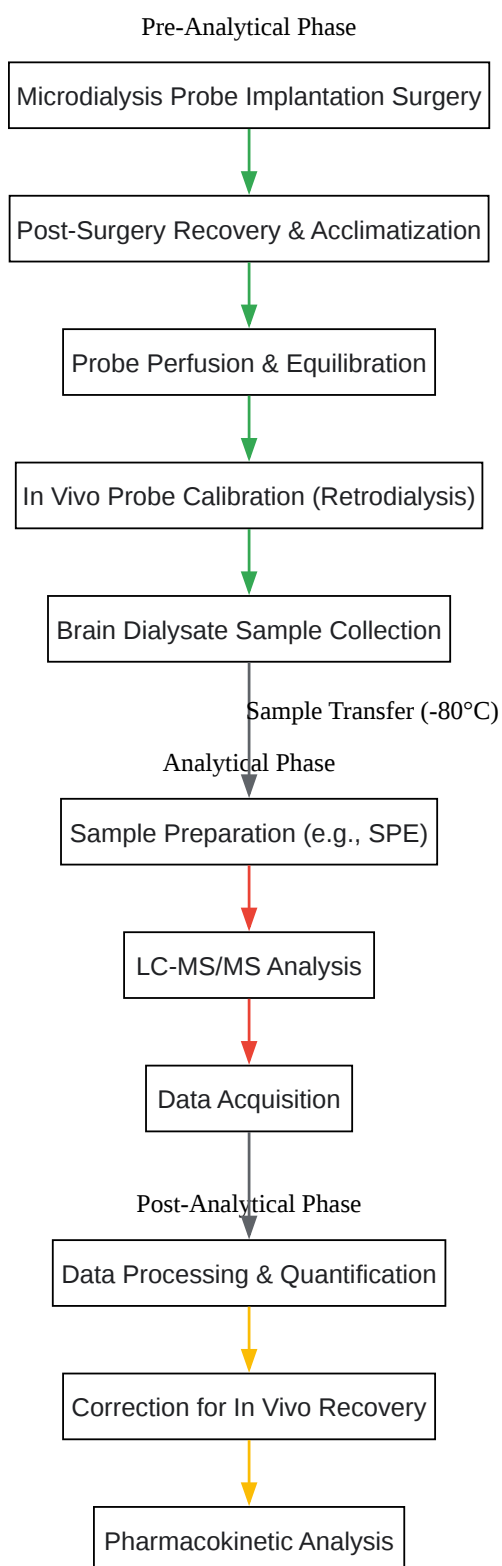 Pre-Analytical Phase
Microdialysis Probe Implantation Surgery
Post-Surgery Recovery & Acclimatization
Probe Perfusion & Equilibration
In Vivo Probe Calibration (Retrodialysis)
Brain Dialysate Sample Collection
Sample Transfer (-80°C)
Analytical Phase
Sample Preparation (e.g., SPE)
LC-MS/MS Analysis
Data Acquisition
Post-Analytical Phase
Data Processing & Quantification
Correction for In Vivo Recovery
Pharmacokinetic Analysis